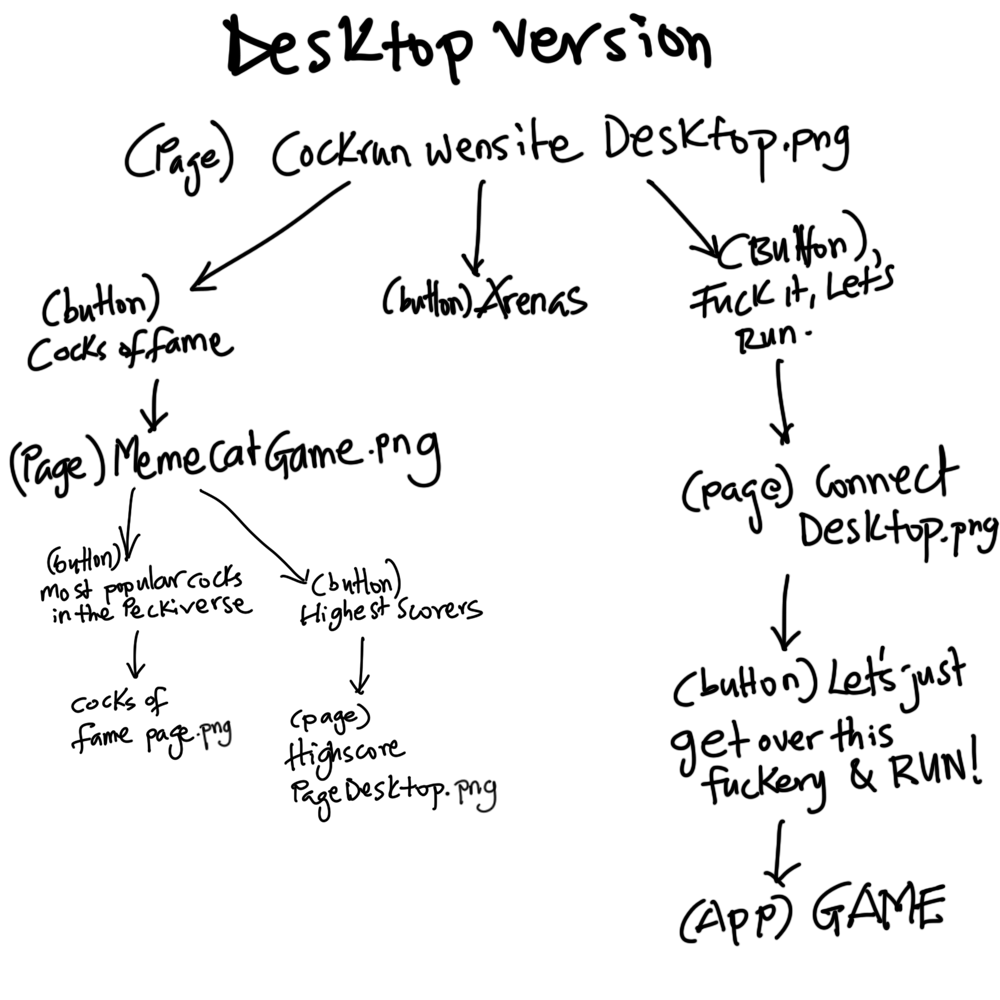 Desktop version
(Page) Cockrun wensite Desktop.png
(button)
Cocks of fame
(button) Arenas
(Button),
Fuck it, Let's
Run.
(Page) MemecatGame.png
(button)
most popular cocks
in the Peckiverse
(button)
Highest Scorers
cocks of
fame page.png
(page)
Highscore
PageDesktop.png
(page) Connect
Desktop.png
(button) Let's just
get over this
fuckery & RUN!
(App) GAME